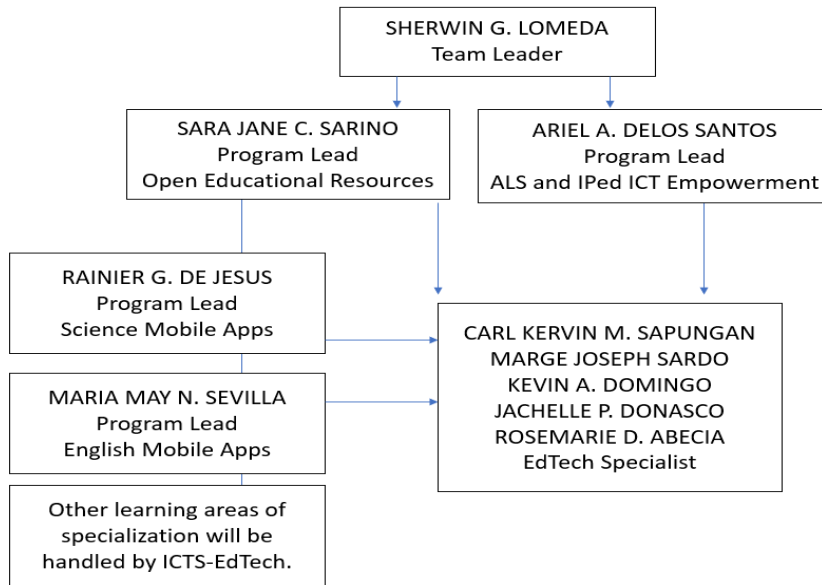 SHERWIN G. LOMEDA
Team Leader
SARA JANE C. SARINO
Program Lead
Open Educational Resources
ARIEL A. DELOS SANTOS
Program Lead
ALS and IPed ICT Empowerment
RAINIER G. DE JESUS
Program Lead
Science Mobile Apps
MARIA MAY N. SEVILLA
Program Lead
English Mobile Apps
Other learning areas of
specialization will be
handled by ICTS-EdTech.
CARL KERVIN M. SAPUNGAN
MARGE JOSEPH SARDO
KEVIN A. DOMINGO
JACHELLE P. DONASCO
ROSEMARIE D. ABECIA
EdTech Specialist